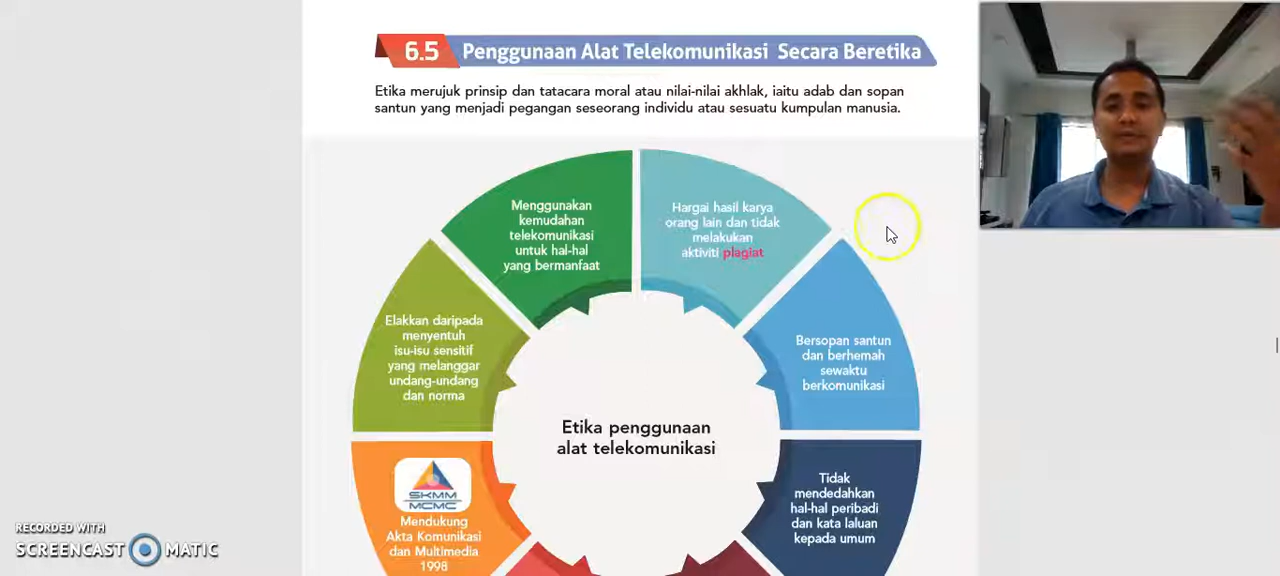 6.5 Penggunaan Alat Telekomunikasi Secara Beretika
Etika merujuk prinsip dan tatacara moral atau nilai-nilai akhlak, iaitu adab dan sopan
santun yang menjadi pegangan seseorang individu atau sesuatu kumpulan manusia.
Menggunakan
kemudahan
telekomunikasi
untuk hal-hal
yang bermanfaat
Hargai hasil karya
orang lain dan tidak
melakukan
aktiviti plagiat
Elakkan daripada
menyentuh
isu-isu sensitif
yang melanggar
undang-undang
dan norma
Bersopan santun
dan berhemah
sewaktu
berkomunikasi
Etika penggunaan
alat telekomunikasi
SKMM
MCMC
Mendukung
Akta Komunikasi
dan Multimedia
1998
Tidak
mendedahkan
hal-hal peribadi
dan kata laluan
kepada umum
RECORDED WITH
SCREENCAST MATIC